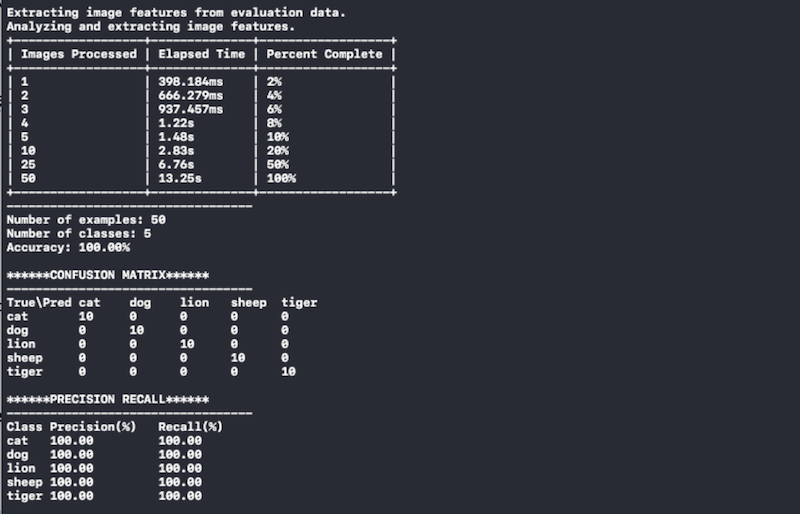 Extracting image features from evaluation data.
Analyzing and extracting image features.
+------------------+--------------+------------------+
| Images Processed | Elapsed Time | Percent Complete |
+------------------+--------------+------------------+
| 1                | 398.184ms    | 2%               |
| 2                | 666.279ms    | 4%               |
| 3                | 937.457ms    | 6%               |
| 4                | 1.22s        | 8%               |
| 5                | 1.48s        | 10%              |
| 10               | 2.83s        | 20%              |
| 25               | 6.76s        | 50%              |
| 50               | 13.25s       | 100%             |
+------------------+--------------+------------------+
----------------------------------
Number of examples: 50
Number of classes: 5
Accuracy: 100.00%

******CONFUSION MATRIX******
----------------------------------
True\Pred cat    dog    lion   sheep  tiger
cat       10     0      0      0      0
dog       0      10     0      0      0
lion      0      0      10     0      0
sheep     0      0      0      10     0
tiger     0      0      0      0      10

******PRECISION RECALL******
----------------------------------
Class Precision(%)   Recall(%)
cat   100.00         100.00
dog   100.00         100.00
lion  100.00         100.00
sheep 100.00         100.00
tiger 100.00         100.00